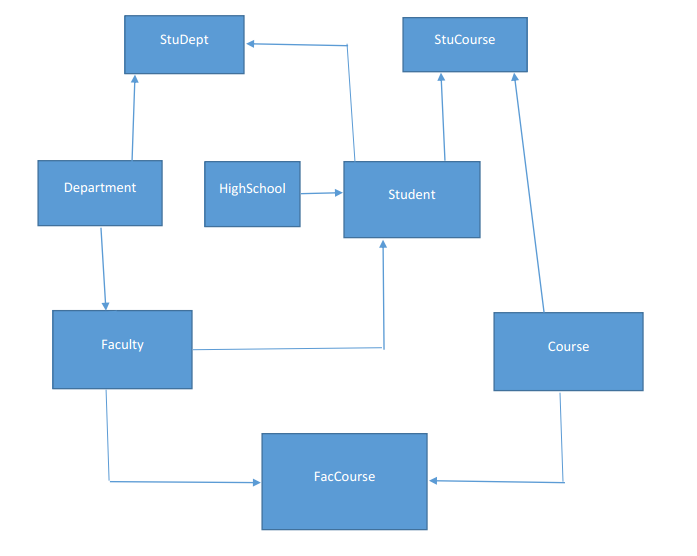 StuDept
StuCourse
Department
HighSchool
Student
Faculty
Course
FacCourse